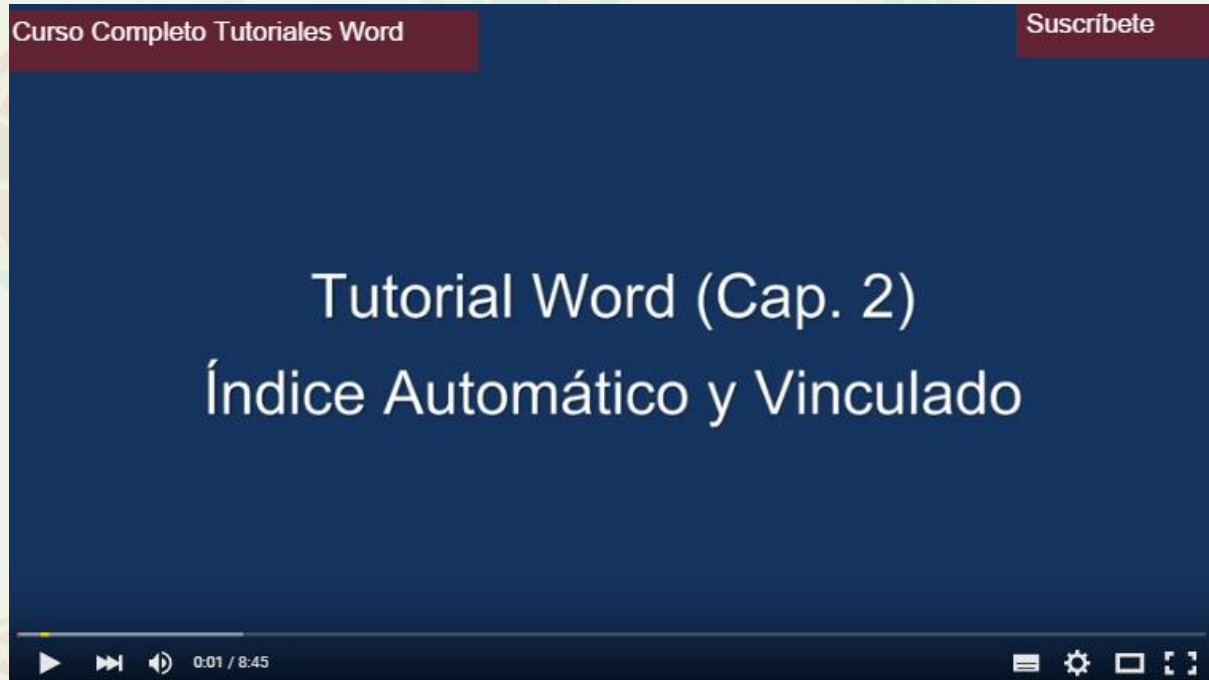 Curso Completo Tutoriales Word
Suscríbete
Tutorial Word (Cap. 2)
Índice Automático y Vinculado
0:01 / 8:45